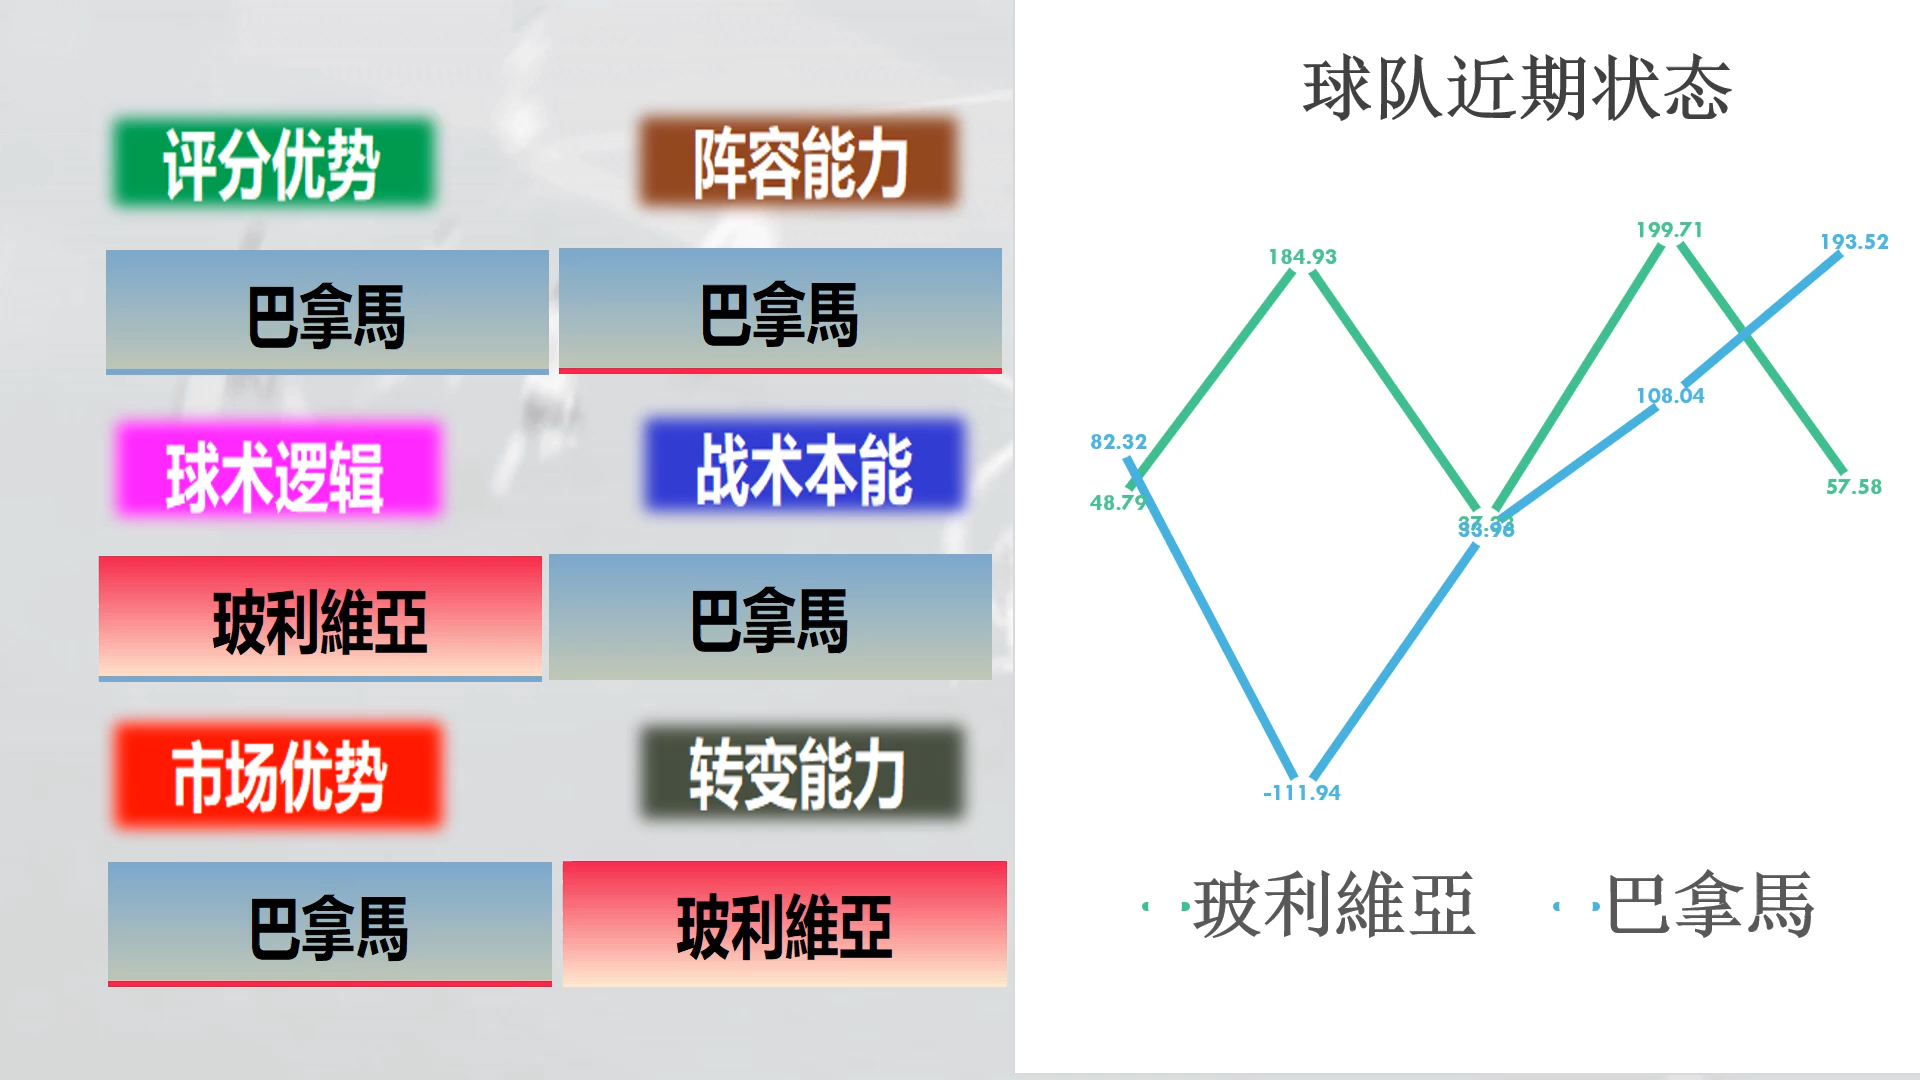 评分优势
阵容能力
巴拿馬
巴拿馬
球术逻辑
战术本能
玻利維亞
巴拿馬
市场优势
转变能力
巴拿馬
玻利維亞
球队近期状态
199.71
193.52
184.93
108.04
82.32
57.58
48.79
-111.94
玻利維亞
巴拿馬